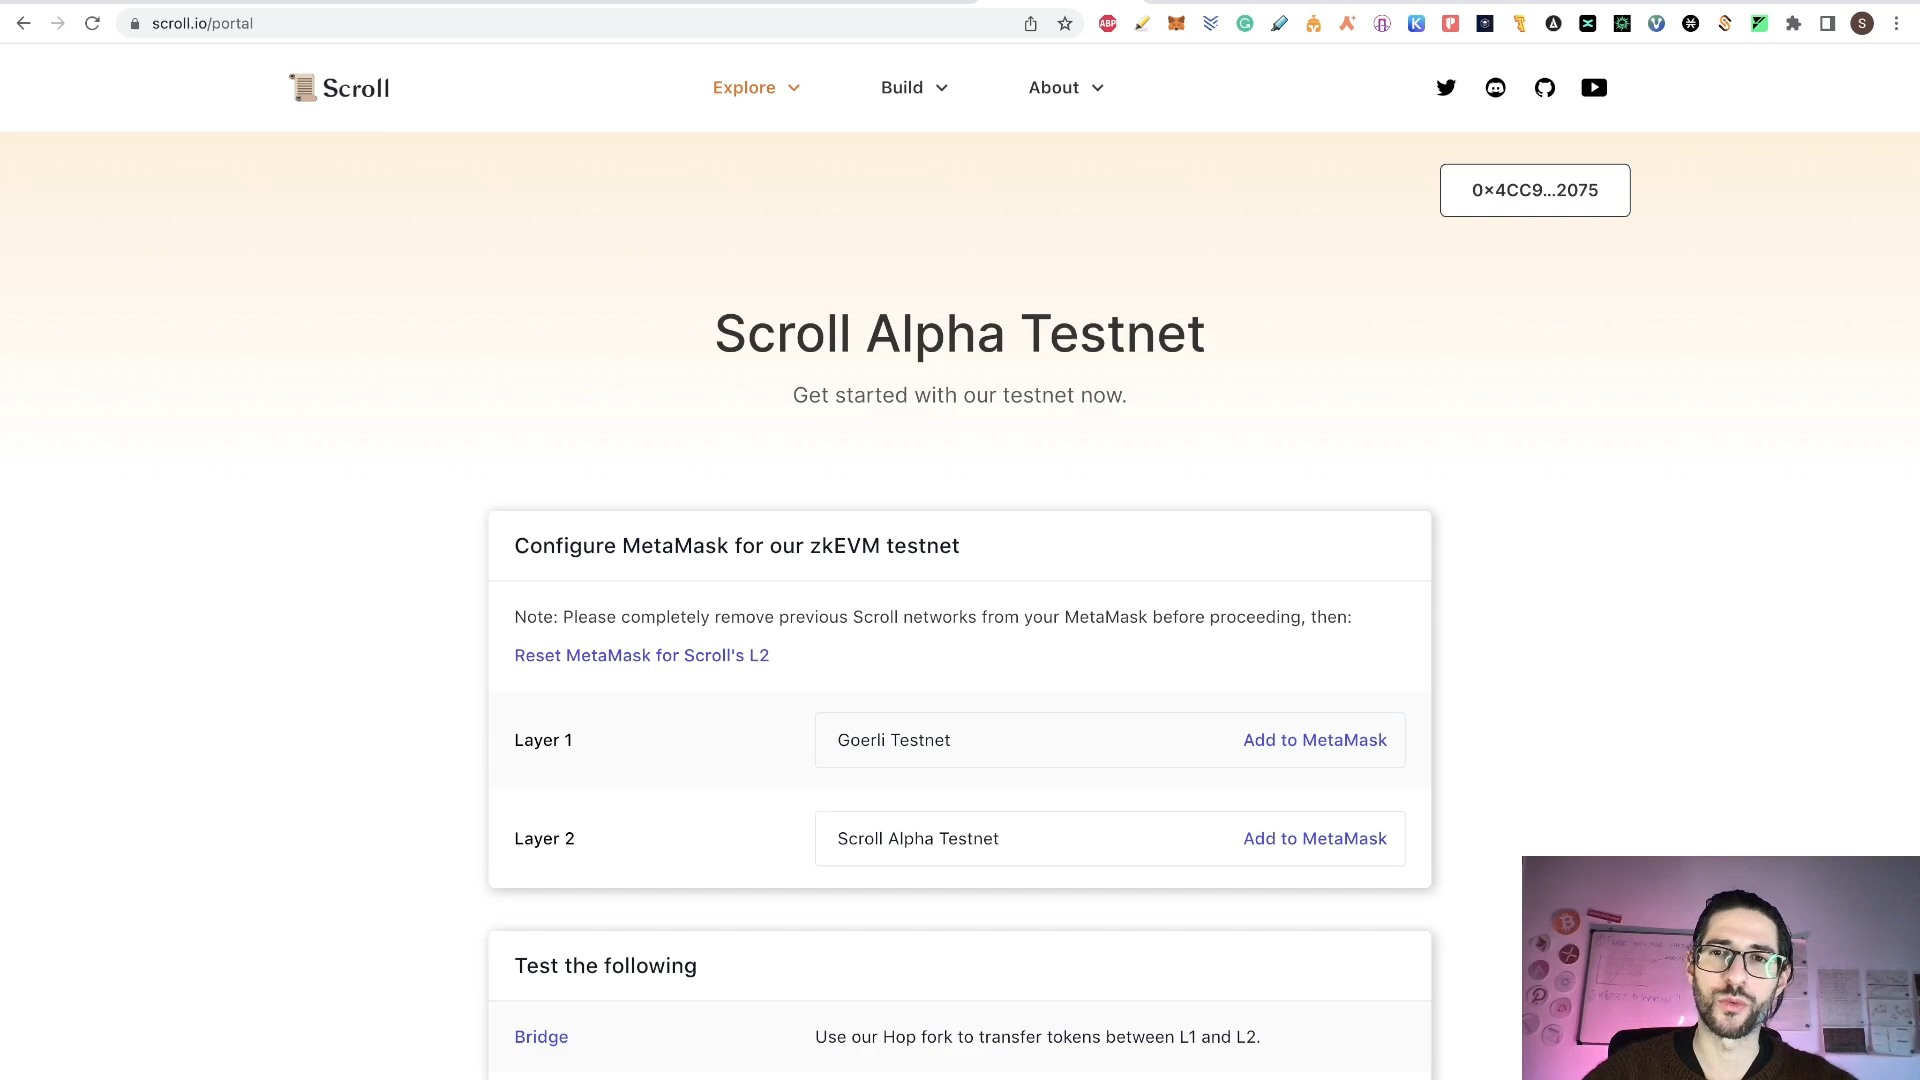 scroll.io/portal
ABP
S
Scroll
Explore
Build
About
0×4CC9...2075
Scroll Alpha Testnet
Get started with our testnet now.
Configure MetaMask for our zkEVM testnet
Note: Please completely remove previous Scroll networks from your MetaMask before proceeding, then:
Reset MetaMask for Scroll's L2
Layer 1
Goerli Testnet
Add to MetaMask
Layer 2
Scroll Alpha Testnet
Add to MetaMask
Test the following
Bridge
Use our Hop fork to transfer tokens between L1 and L2.